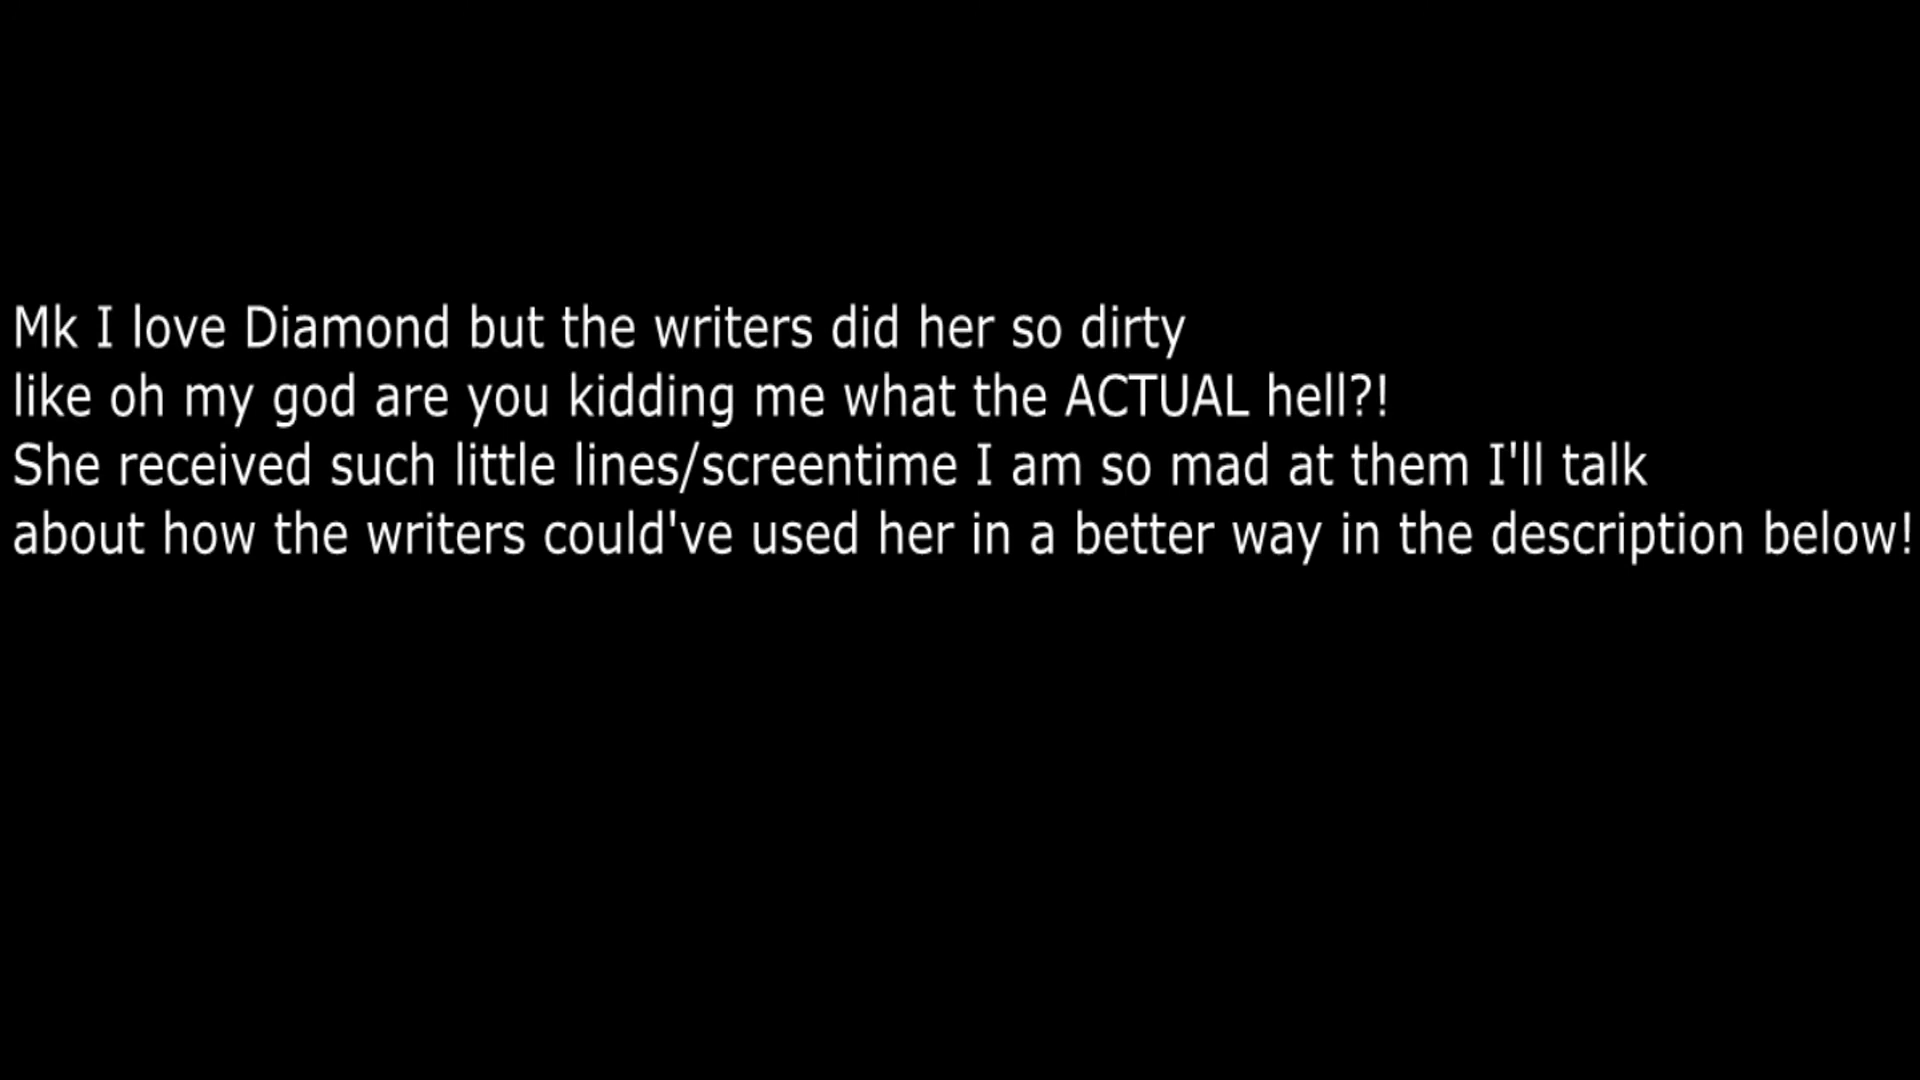 Mk I love Diamond but the writers did her so dirty
like oh my god are you kidding me what the ACTUAL hell?!
She received such little lines/screentime I am so mad at them I'll talk
about how the writers could've used her in a better way in the description below!